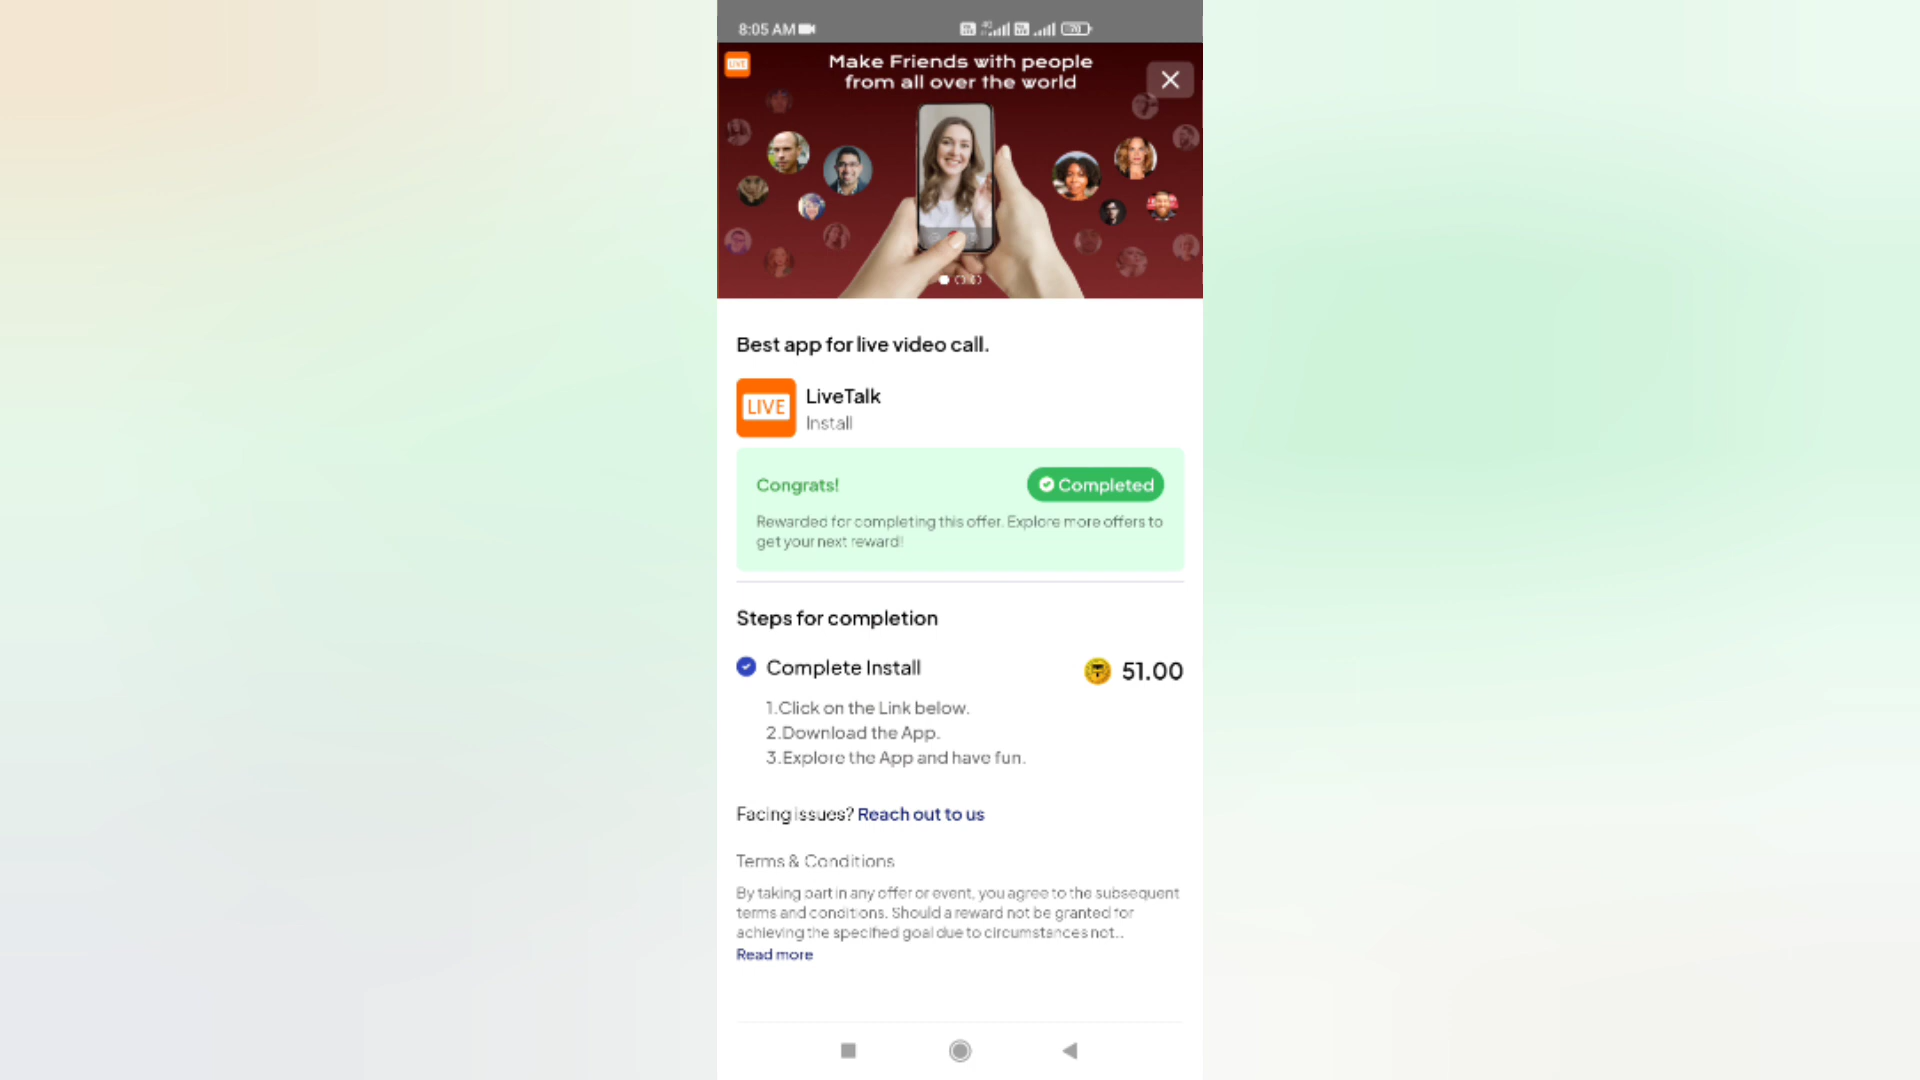 8:05 AM
70
LIVE
Make Friends with people
from all over the world
Best app for live video call.
LIVE
LiveTalk
Install
Congrats!
Completed
Rewarded for completing this offer. Explore more offers to
get your next reward!
Steps for completion
Complete Install
51.00
1.Click on the Link below.
2.Download the App.
3.Explore the App and have fun.
Facing issues? Reach out to us
Terms & Conditions
By taking part in any offer or event, you agree to the subsequent
terms and conditions. Should a reward not be granted for
achieving the specified goal due to circumstances not..
Read more